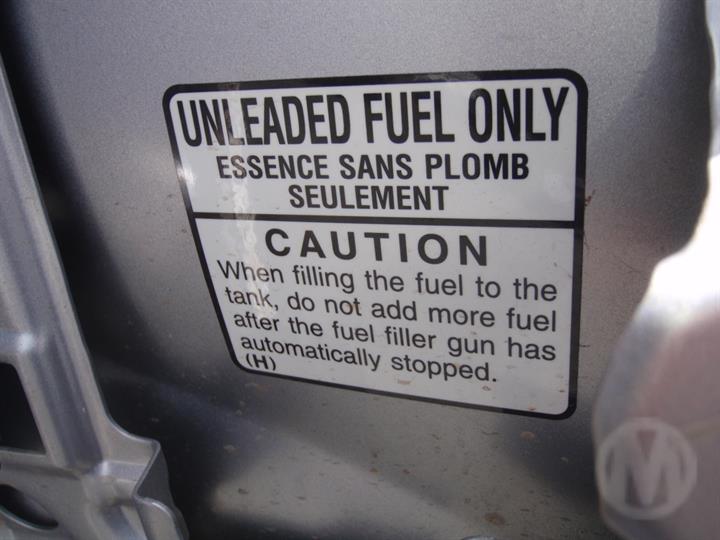 UNLEADED FUEL ONLY
ESSENCE SANS PLOMB
SEULEMENT
CAUTION
When filling the fuel to the
tank, do not add more fuel
after the fuel filler gun has
automatically stopped.
(H)
M